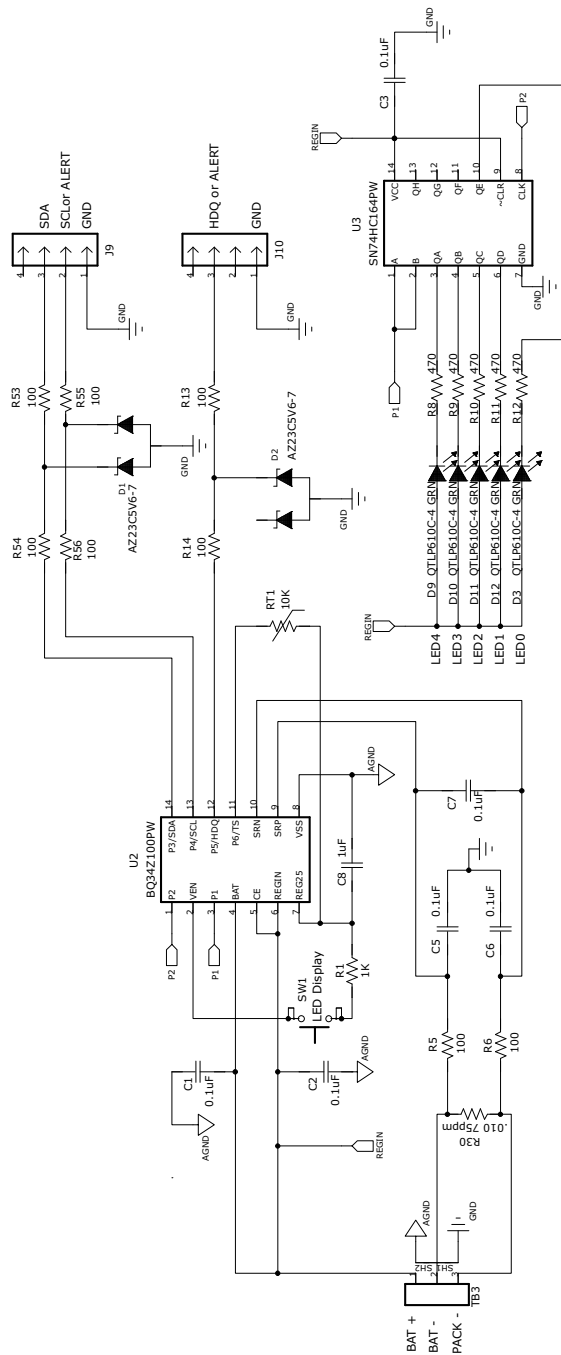 GND
0.1uF
C3
REGIN
P2
VCC
14
QH
13
QG
12
QF
11
QE
10
~CLR
9
CLK
8
U3
SN74HC164PW
A
1
B
2
QA
3
QB
4
QC
5
QD
6
GND
7
GND
P1
R8
470
R9
470
R10
470
R11
470
R12
470
D9 QTLP610C-4 GRN
D10 QTLP610C-4 GRN
D11 QTLP610C-4 GRN
D12 QTLP610C-4 GRN
D3 QTLP610C-4 GRN
REGIN
LED4
LED3
LED2
LED1
LED0
SDA
SCLor ALERT
GND
J9
4
3
2
1
GND
R53
100
R55
100
R54
100
R56
100
D1
AZ23C5V6-7
GND
HDQ or ALERT
GND
J10
4
3
2
1
GND
R13
100
R14
100
D2
AZ23C5V6-7
GND
RT1
10K
U2
BQ34Z100PW
P3/SDA
14
P4/SCL
13
P5/HDQ
12
P6/TS
11
SRN
10
SRP
9
VSS
8
P2
1
VEN
2
P1
3
BAT
4
CE
5
REGIN
6
REG25
7
P2
P1
C8
1uF
AGND
R1
1K
SW1
LED Display
C1
0.1uF
AGND
C2
0.1uF
AGND
REGIN
C7
0.1uF
C5
0.1uF
C6
0.1uF
R5
100
R6
100
R30
.010 75ppm
AGND
GND
SH2
SH1
1
2
3
TB3
BAT +
BAT -
PACK -